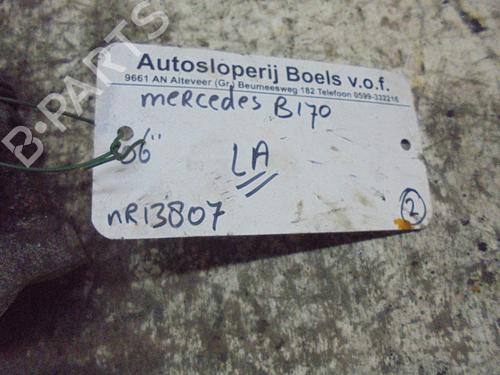 Autosloperij Boels v.o.f.
9661 AN Alteveer (Gr.) Beumeesweg 182 Telefoon 0599-332216
mercedes B170
06"
LA
nR13807
2
B-PARTS